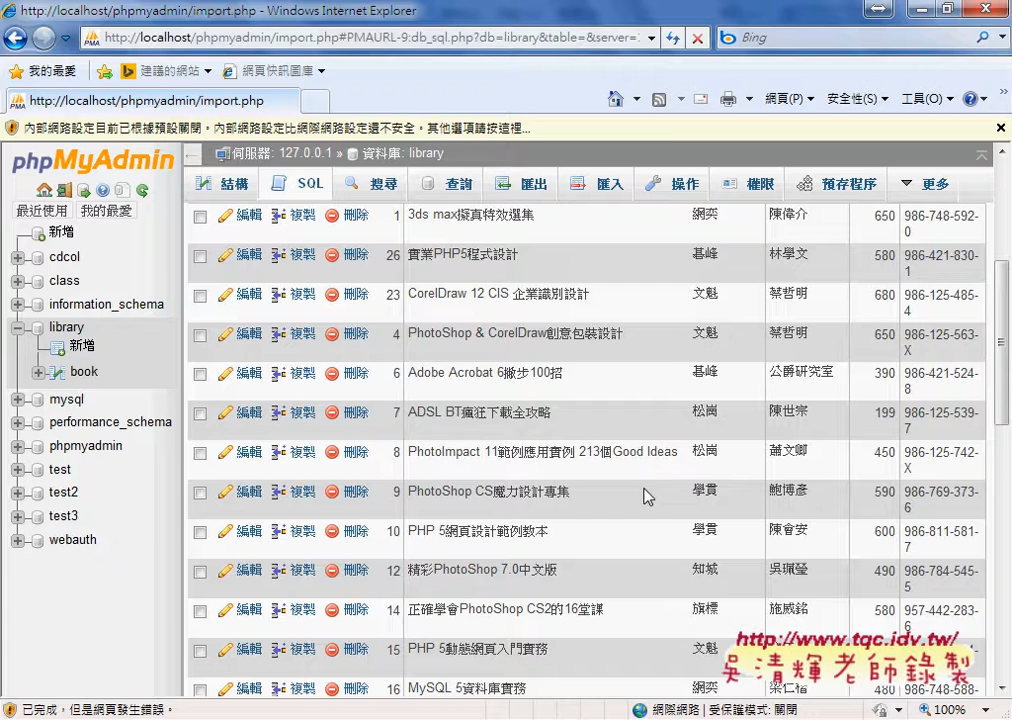 http://localhost/phpmyadmin/import.php - Windows Internet Explorer
http://localhost/phpmyadmin/import.php#PMAURL-9:db_sql.php?db=library&table=&server=
Bing
我的最愛 建議的網站 網頁快訊圖庫
http://localhost/phpmyadmin/import.php
網頁(P) 安全性(S) 工具(O)
內部網路設定目前已根據預設關閉，內部網路設定比網際網路設定還不安全，其他選項請按這裡...
phpMyAdmin
最近使用 我的最愛
新增
cdcol
class
information_schema
library
新增
book
mysql
performance_schema
phpmyadmin
test
test2
test3
webauth
伺服器: 127.0.0.1 » 資料庫: library
結構 SQL 搜尋 查詢 匯出 匯入 操作 權限 預存程序 更多
編輯 複製 刪除 1 3ds max擬真特效選集 網奕 陳偉介 650 986-748-592-0
編輯 複製 刪除 26 實業PHP5程式設計 碁峰 林學文 580 986-421-830-1
編輯 複製 刪除 23 CorelDraw 12 CIS 企業識別設計 文魁 蔡哲明 680 986-125-485-4
編輯 複製 刪除 4 PhotoShop & CorelDraw創意包裝設計 文魁 蔡哲明 650 986-125-563-X
編輯 複製 刪除 6 Adobe Acrobat 6撇步100招 碁峰 公爵研究室 390 986-421-524-8
編輯 複製 刪除 7 ADSL BT瘋狂下載全攻略 松崗 陳世宗 199 986-125-539-7
編輯 複製 刪除 8 PhotoImpact 11範例應用實例 213個Good Ideas 松崗 蕭文卿 450 986-125-742-X
編輯 複製 刪除 9 PhotoShop CS魔力設計專集 學貫 鮑博彥 590 986-769-373-6
編輯 複製 刪除 10 PHP 5網頁設計範例教本 學貫 陳會安 600 986-811-581-7
編輯 複製 刪除 12 精彩PhotoShop 7.0中文版 知城 吳珮瑩 490 986-784-545-5
編輯 複製 刪除 14 正確學會PhotoShop CS2的16堂課 旗標 施威銘 580 957-442-283-6
編輯 複製 刪除 15 PHP 5動態網頁入門實務 文魁
編輯 複製 刪除 16 MySQL 5資料庫實務 網奕 梁仁楷 480 986-748-588-
http://www.tqc.idv.tw/
吳清輝老師錄製
已完成，但是網頁發生錯誤。 網際網路 | 受保護模式: 關閉 100%